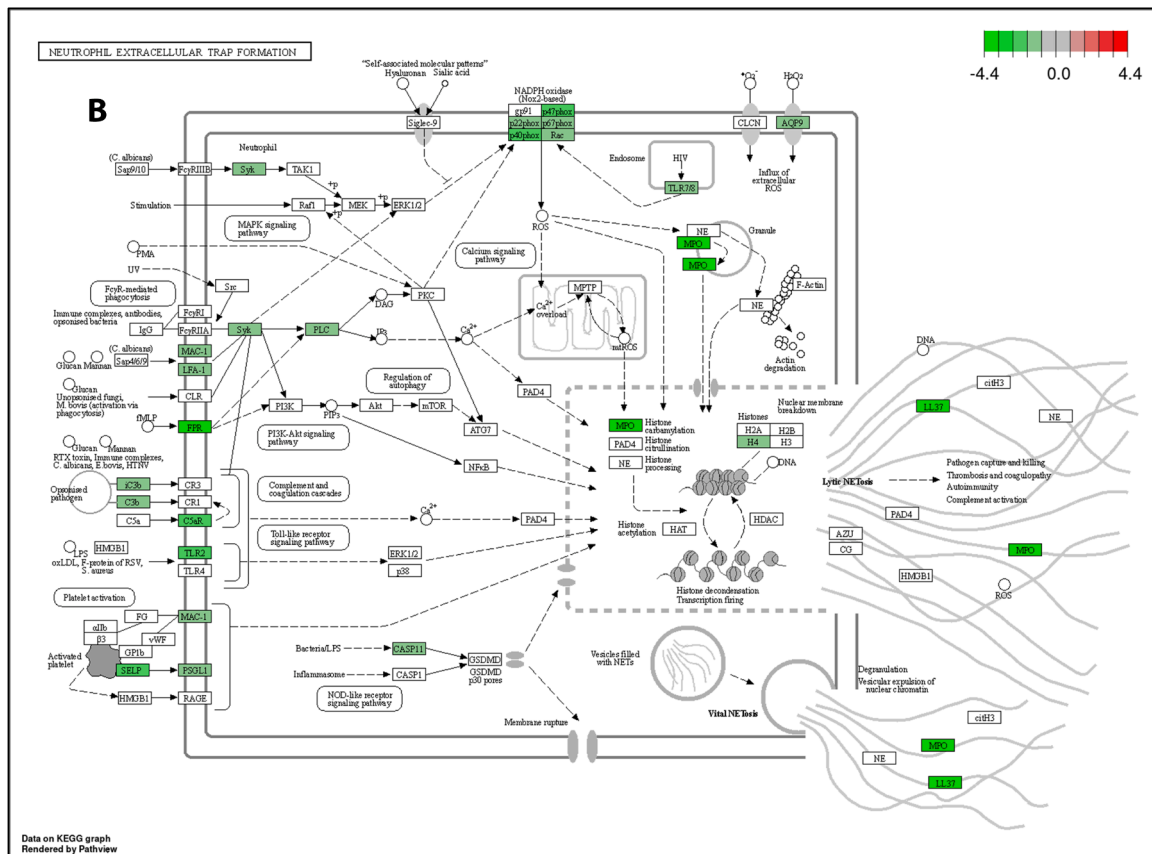 NEUTROPHIL EXTRACELLULAR TRAP FORMATION
-4.4 0.0 4.4
B
"Self-associated molecular patterns"
Hyaluronan Sialic acid
NADPH oxidase
(Nox2-based)
gp91 p47phox
p22phox p67phox
p40phox Rac
Siglec-9
•O₂⁻ H₂O₂
CLCN AQP9
Influx of
extracellular
ROS
Neutrophil
(C. albicans)
Sap9/10 FcγRIIIB Syk TAK1
Endosome HIV
TLR7/8
+p +p
Stimulation Raf1 MEK ERK1/2
+p
MAPK signaling
pathway
ROS
NE Granule
MPO
MPO
PMA
Calcium signaling
pathway
UV
Src
FcγR-mediated
phagocytosis
DAG PKC
MPTP
Ca²⁺
overload
mtROS
NE F-Actin
Actin
degradation
Immune complexes, antibodies,
opsonised bacteria
FcγRI
IgG FcγRIIA Syk PLC
IP₃ Ca²⁺
(C. albicans) MAC-1
Glucan Mannan Sap4/6/9
LFA-1
Glucan
Unopsonised fungi,
M. bovis (activation via
phagocytosis)
CLR
Regulation of
autophagy
PAD4
PI3K PIP₃ Akt mTOR
ATG7
fMLP
FPR
PI3K-Akt signaling
pathway
Glucan Mannan
RTX toxin, Immune complexes,
C. albicans, E.bovis, HTNV
NFκB
MPO Histone
carbamylation
PAD4 Histone
citrullination
NE Histone
processing
Nuclear membrane
breakdown
Histones
H2A H2B
H4 H3
DNA
DNA
citH3
LL37
NE
Opsonised
pathogen
iC3b CR3
C3b CR1
C5a C5aR
Complement and
coagulation cascades
Ca²⁺ PAD4
Toll-like receptor
signaling pathway
Histone
acetylation
HAT HDAC
Histone decondensation
Transcription firing
Lytic NETosis
Pathogen capture and killing
Thrombosis and coagulopathy
Autoimmunity
Complement activation
PAD4
AZU
CG
MPO
HMGB1
ROS
LPS HMGB1 TLR2
oxLDL, F-protein of RSV,
S. aureus
TLR4
ERK1/2
p38
Platelet activation
FG MAC-1
αIIb
β3 vWF
GP1b
Activated
platelet
SELP PSGL1
HMGB1 RAGE
Bacteria/LPS CASP11
Inflammasome CASP1
GSDMD
GSDMD
p30 pores
NOD-like receptor
signaling pathway
Membrane rupture
Vesicles filled
with NETs
Vital NETosis
Degranulation
Vesicular expulsion of
nuclear chromatin
citH3
MPO
NE
LL37
Data on KEGG graph
Rendered by Pathview